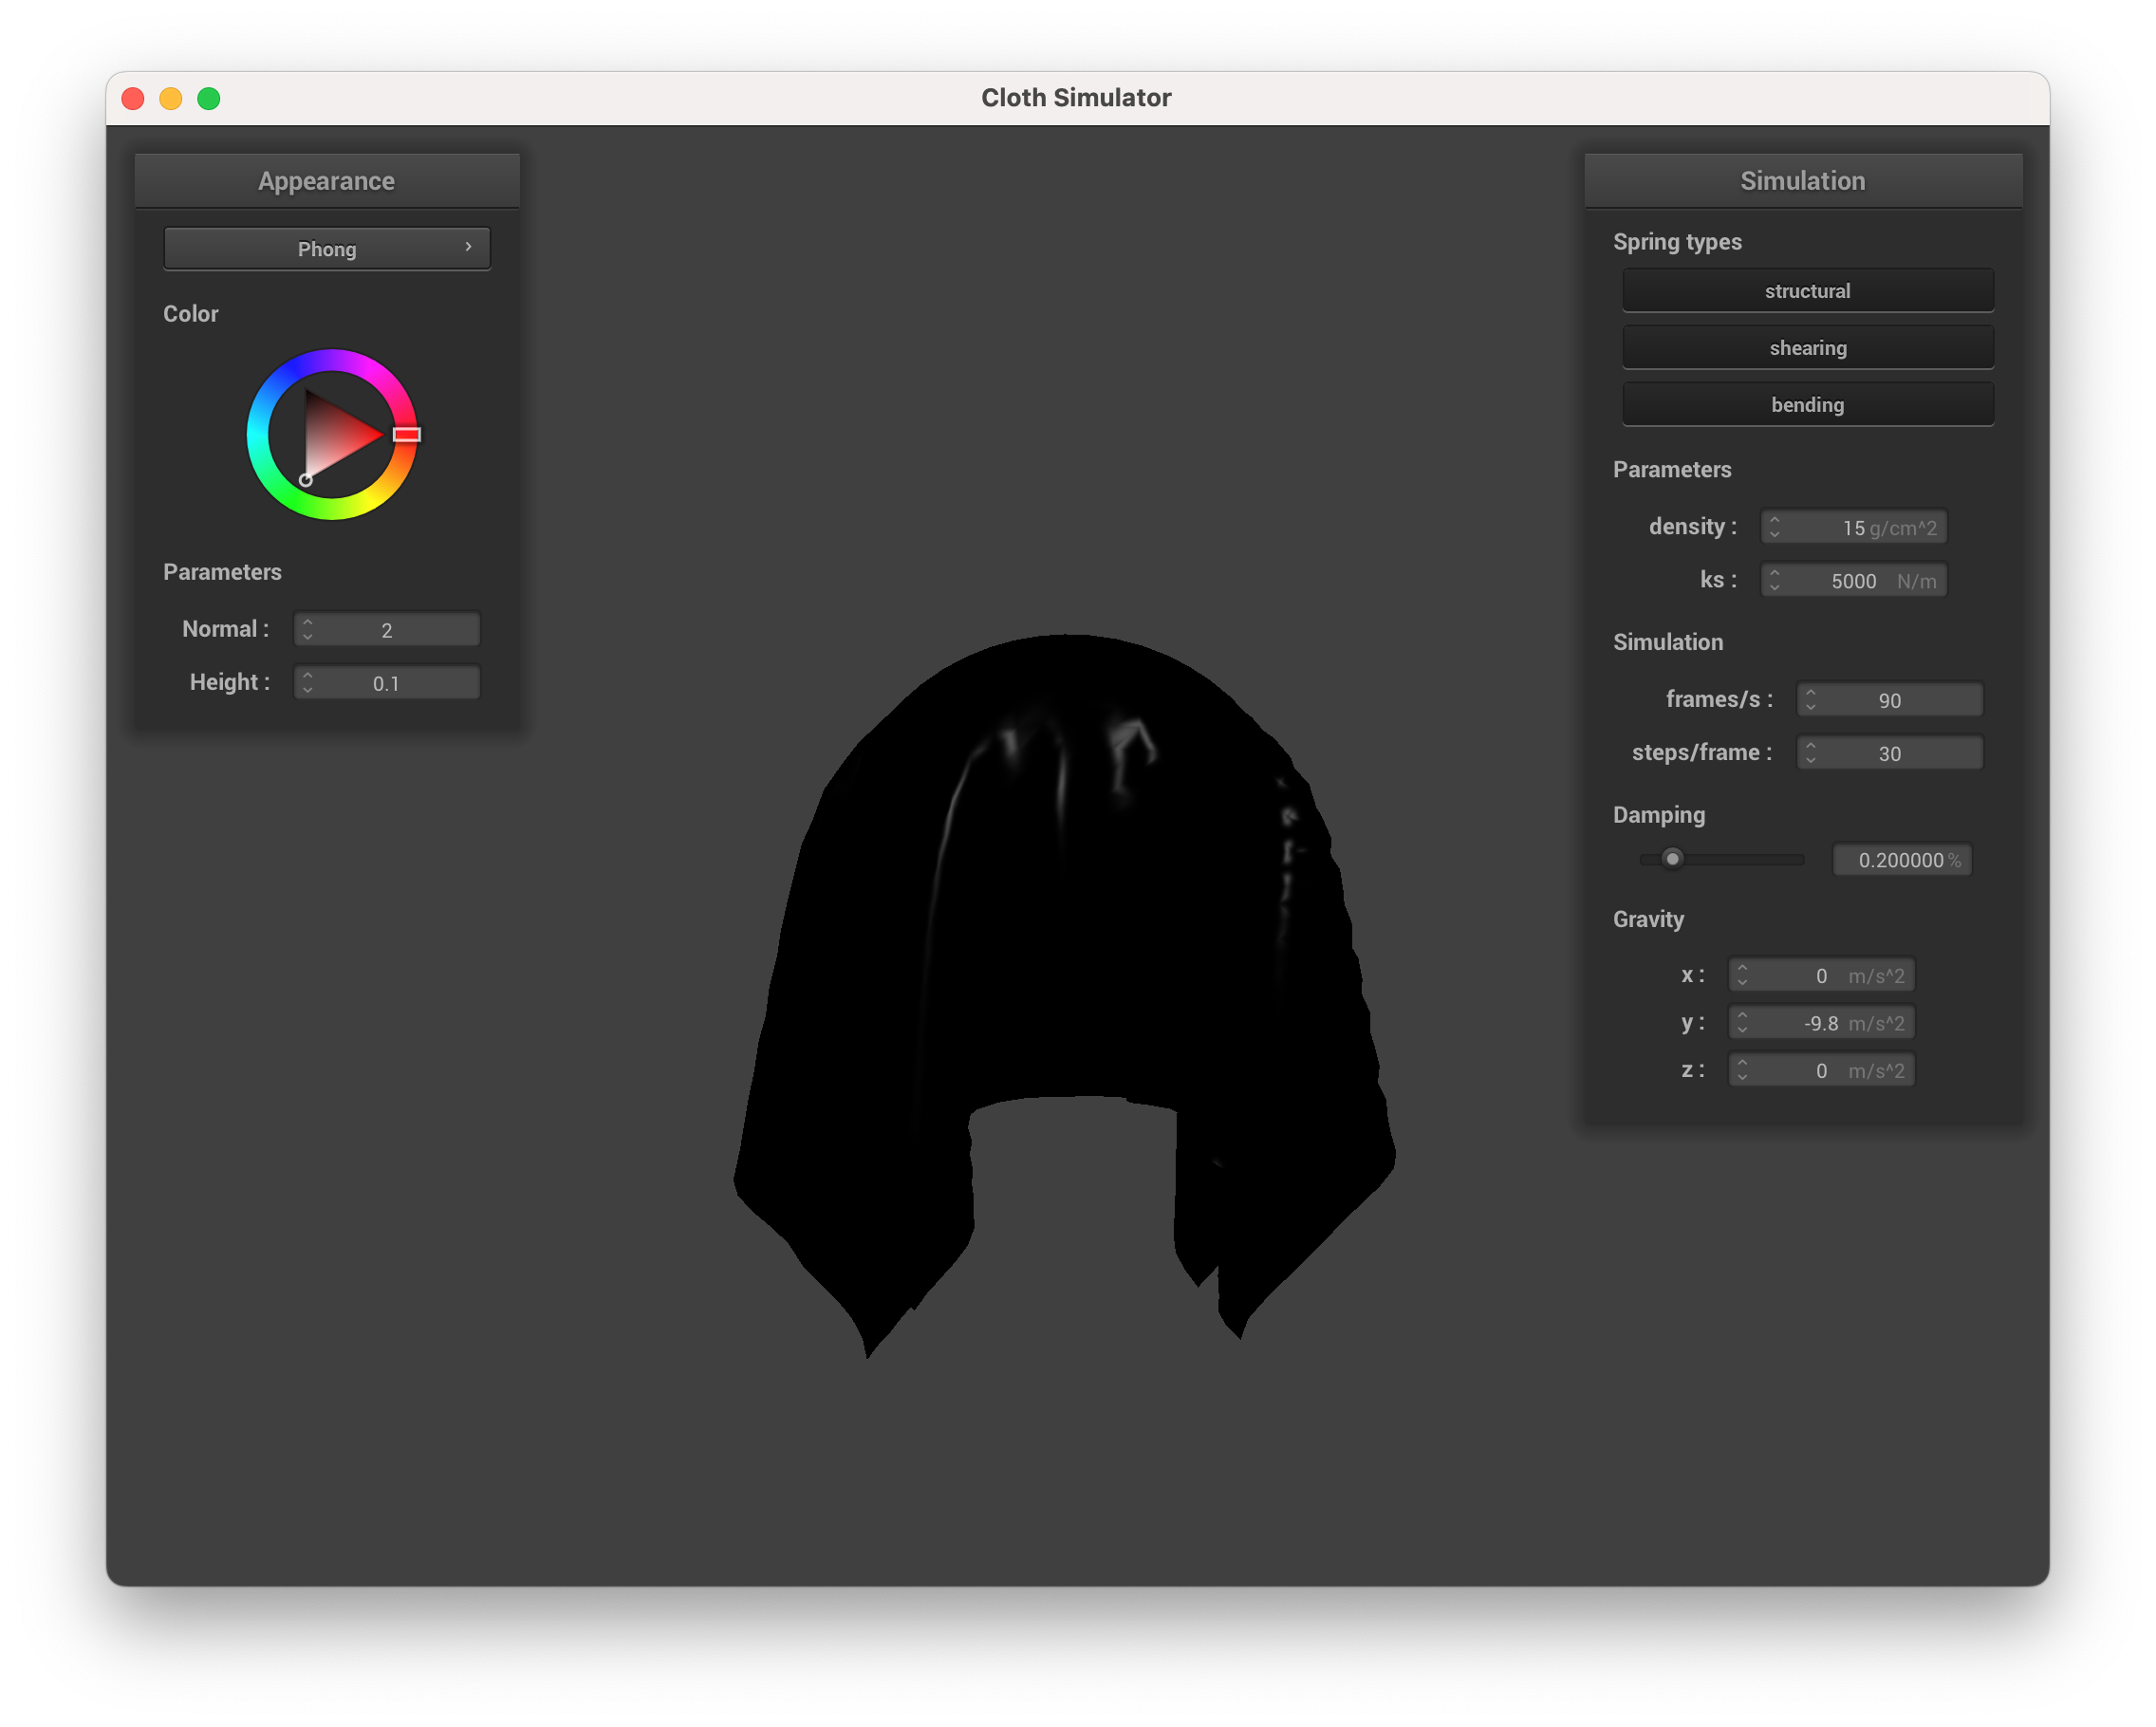 Cloth Simulator
Appearance
Phong
Color
Parameters
Normal : 2
Height : 0.1
Simulation
Spring types
structural
shearing
bending
Parameters
density : 15 g/cm^2
ks : 5000 N/m
Simulation
frames/s : 90
steps/frame : 30
Damping
0.200000 %
Gravity
x : 0 m/s^2
y : -9.8 m/s^2
z : 0 m/s^2